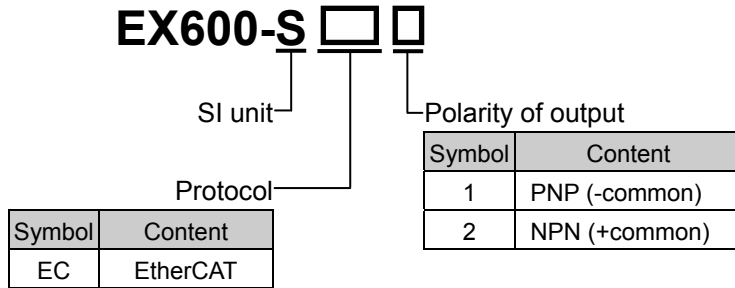 EX600-S
SI unit
Polarity of output
Symbol Content
1 PNP (-common)
2 NPN (+common)
Protocol
Symbol Content
EC EtherCAT